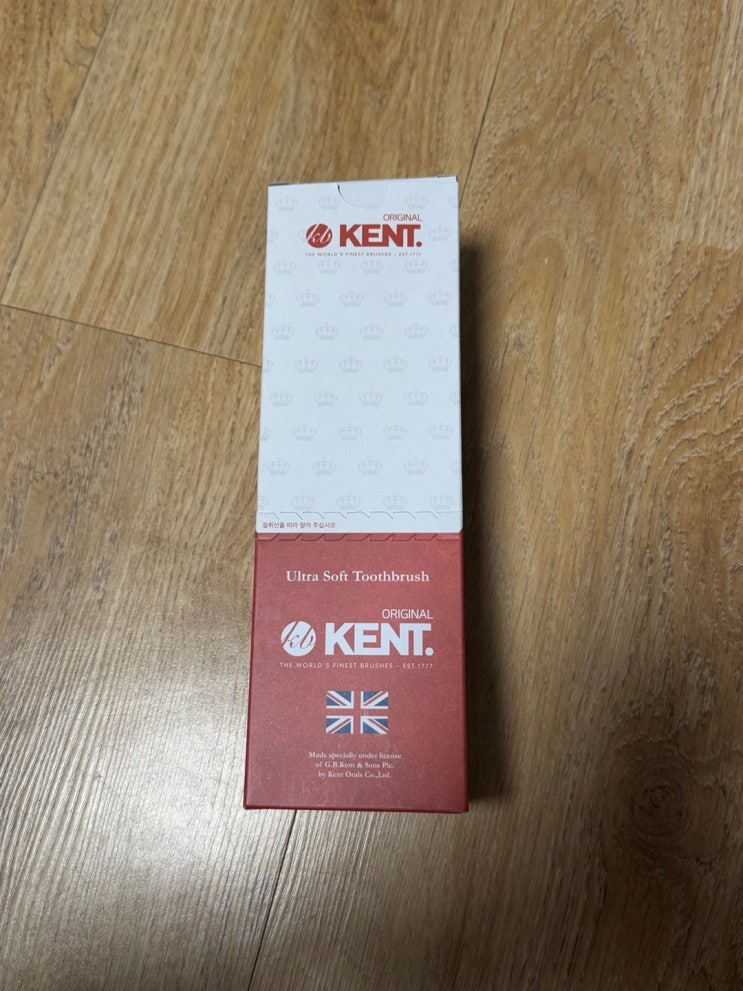 ORIGINAL
kb KENT.
THE WORLD'S FINEST BRUSHES - EST.1777
절취선을 따라 잘라 주십시오
Ultra Soft Toothbrush
ORIGINAL
kb KENT.
THE WORLD'S FINEST BRUSHES - EST.1777
Made specially under license
of G.B.Kent & Sons Plc.
by Kent Orals Co.,Ltd.